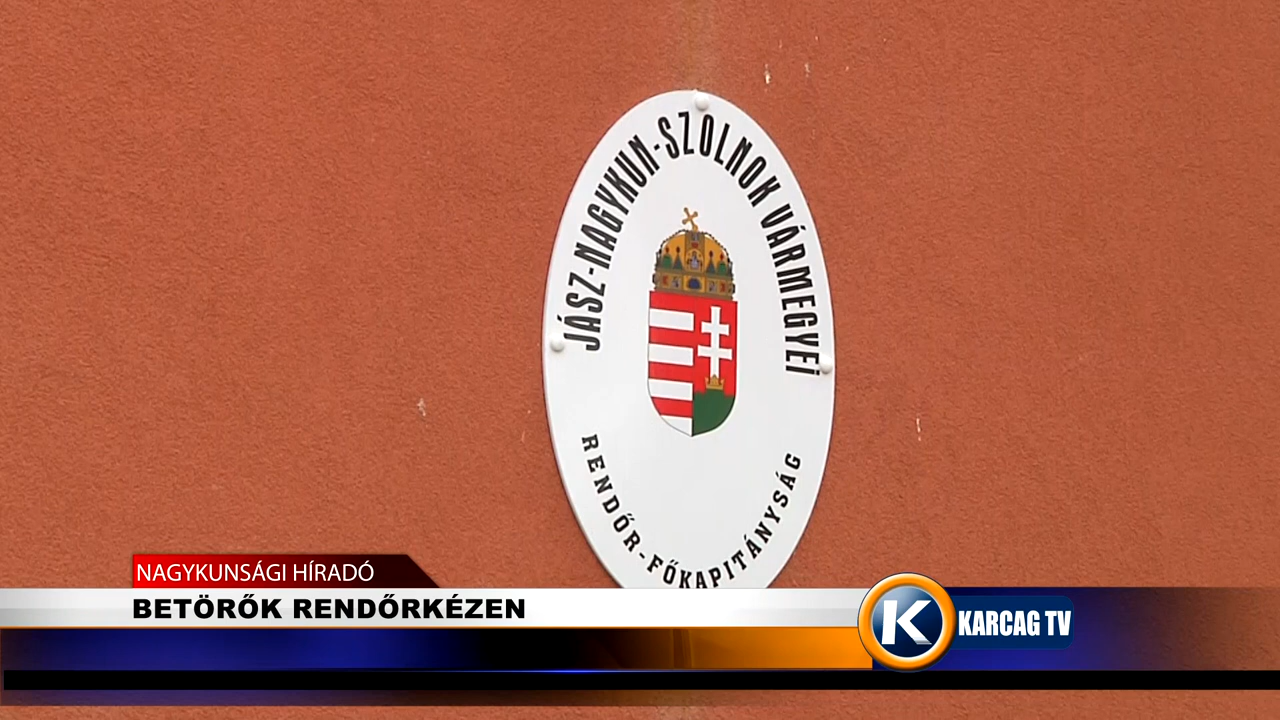 JÁSZ-NAGYKUN-SZOLNOK VÁRMEGYEI
RENDŐR-FŐKAPITÁNYSÁG
NAGYKUNSÁGI HÍRADÓ
BETÖRŐK RENDŐRKÉZEN
K KARCAG TV